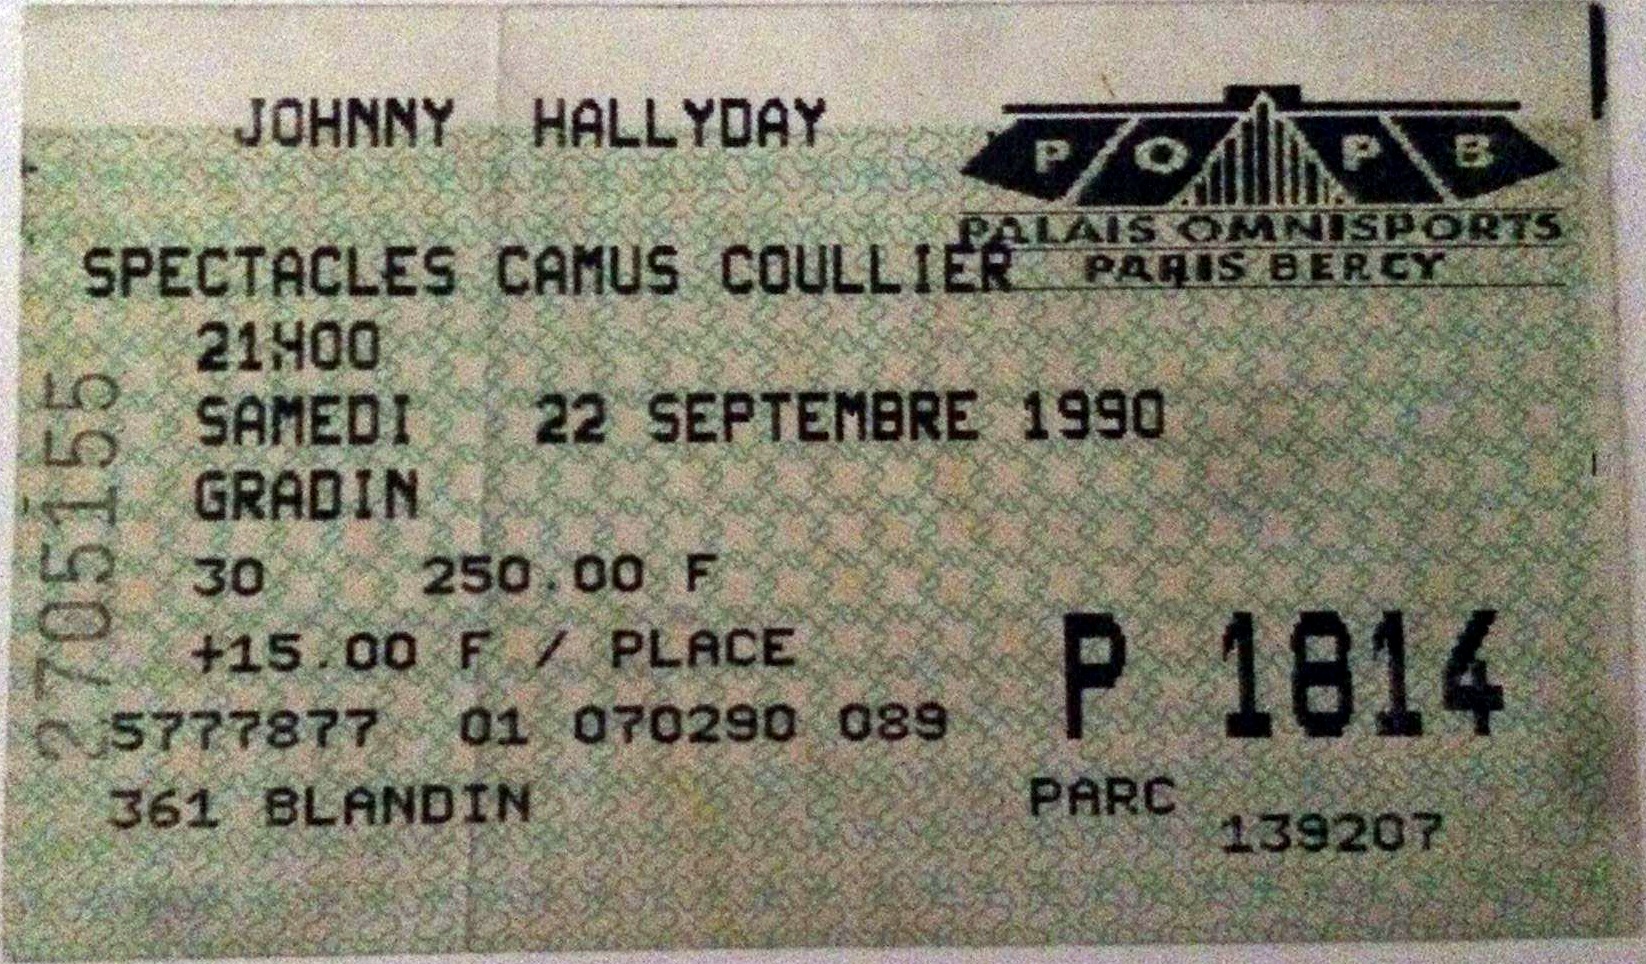 JOHNNY HALLYDAY
P O P B
PALAIS OMNISPORTS
PARIS BERCY
SPECTACLES CAMUS COULLIER
21H00
SAMEDI 22 SEPTEMBRE 1990
GRADIN
30 250.00 F
+15.00 F / PLACE
P 1814
5777877 01 070290 089
361 BLANDIN
PARC 139207
2705155